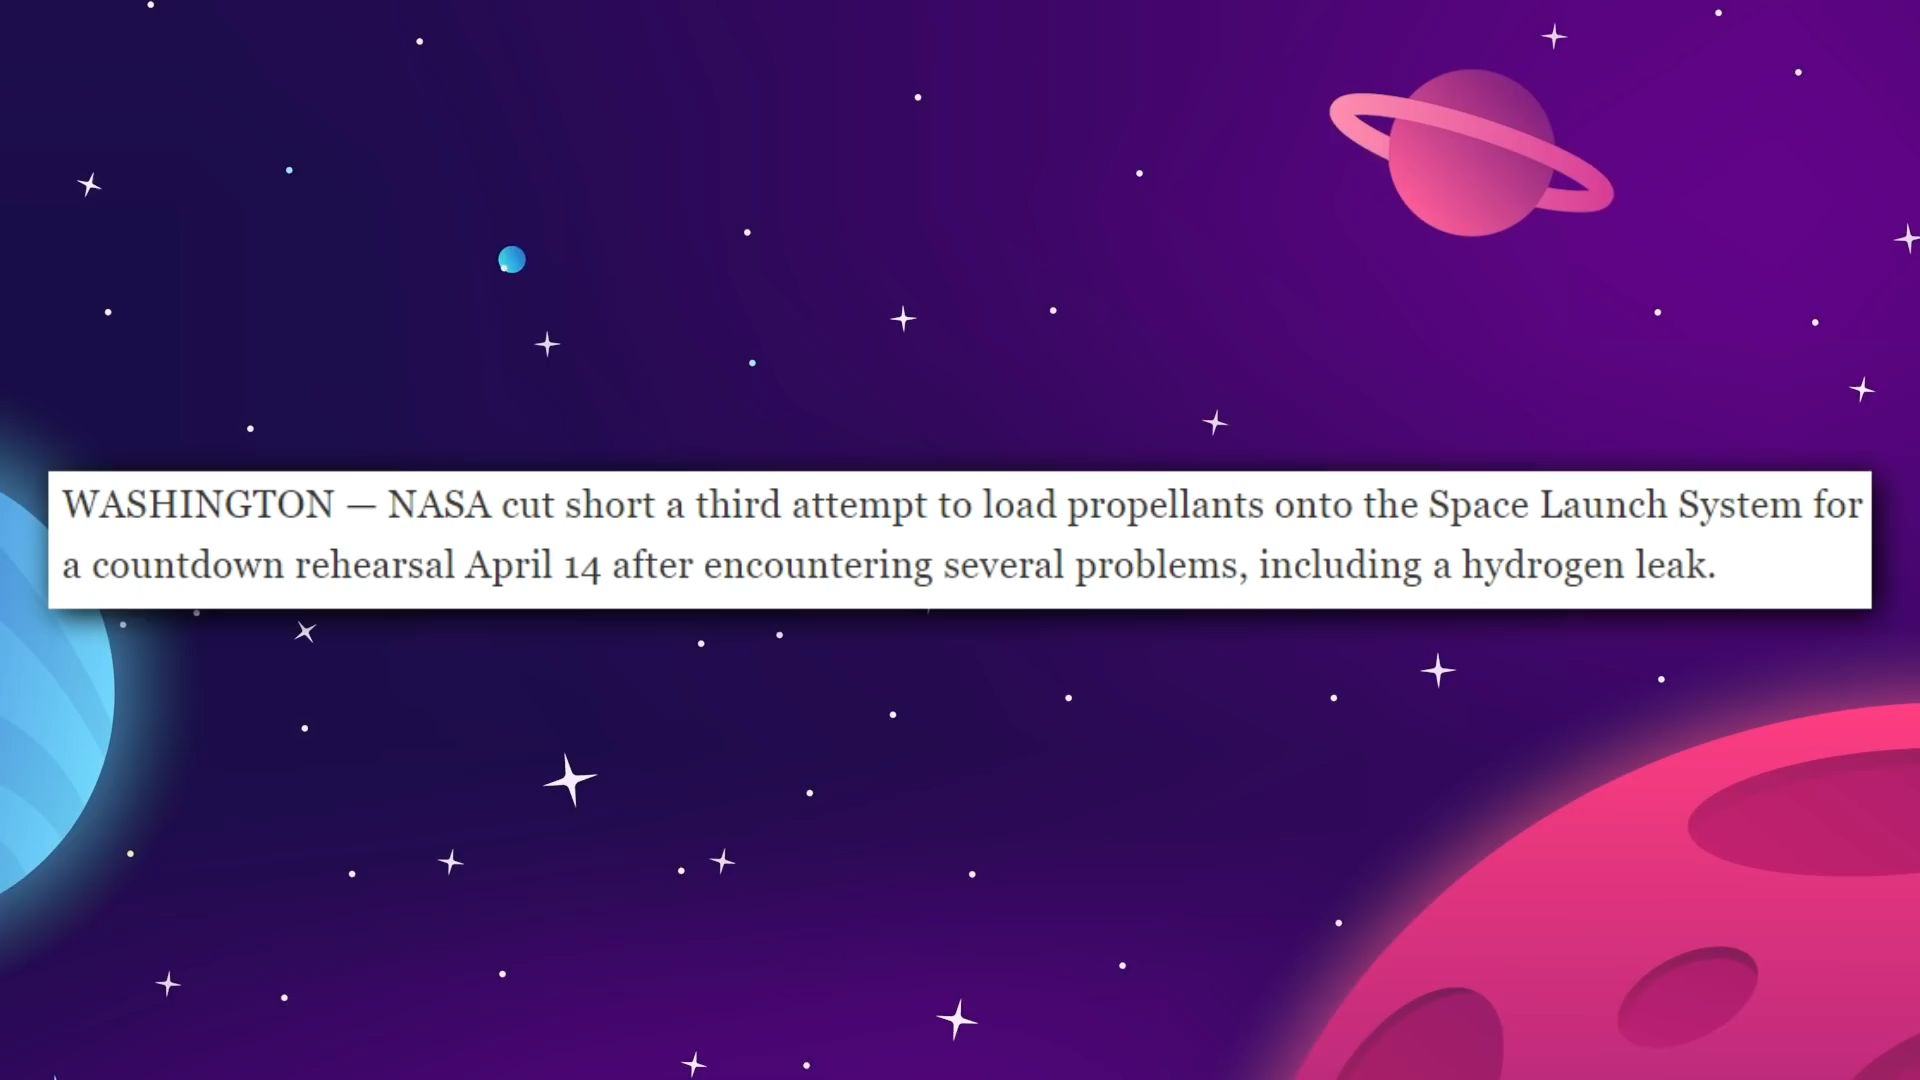 WASHINGTON — NASA cut short a third attempt to load propellants onto the Space Launch System for
a countdown rehearsal April 14 after encountering several problems, including a hydrogen leak.